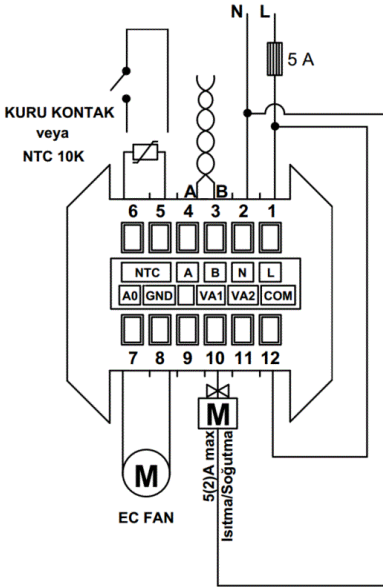 N L
5 A
KURU KONTAK
veya
NTC 10K
A B
6 5 4 3 2 1
NTC A B N L
A0 GND VA1 VA2 COM
7 8 9 10 11 12
M
5(2)A max
Isıtma/Soğutma
M
EC FAN